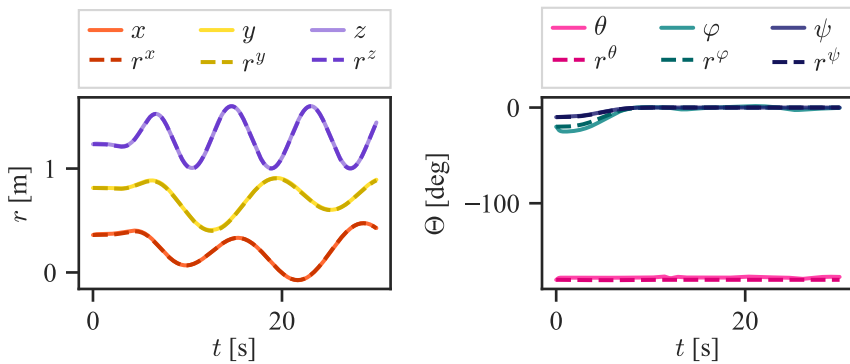 x y z
r^x r^y r^z
1
0
r [m]
0 20
t [s]
θ φ ψ
r^θ r^φ r^ψ
0
−100
Θ [deg]
0 20
t [s]